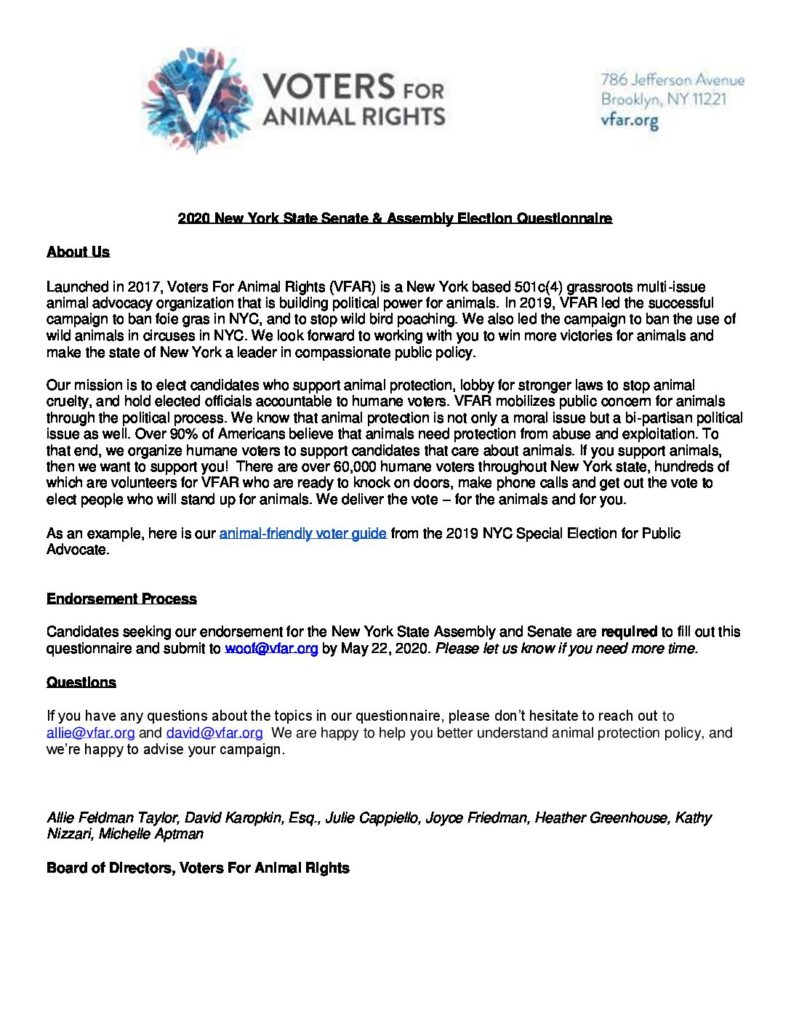 VOTERS FOR
ANIMAL RIGHTS
786 Jefferson Avenue
Brooklyn, NY 11221
vfar.org
2020 New York State Senate & Assembly Election Questionnaire
About Us
Launched in 2017, Voters For Animal Rights (VFAR) is a New York based 501c(4) grassroots multi-issue
animal advocacy organization that is building political power for animals. In 2019, VFAR led the successful
campaign to ban foie gras in NYC, and to stop wild bird poaching. We also led the campaign to ban the use of
wild animals in circuses in NYC. We look forward to working with you to win more victories for animals and
make the state of New York a leader in compassionate public policy.
Our mission is to elect candidates who support animal protection, lobby for stronger laws to stop animal
cruelty, and hold elected officials accountable to humane voters. VFAR mobilizes public concern for animals
through the political process. We know that animal protection is not only a moral issue but a bi-partisan political
issue as well. Over 90% of Americans believe that animals need protection from abuse and exploitation. To
that end, we organize humane voters to support candidates that care about animals. If you support animals,
then we want to support you! There are over 60,000 humane voters throughout New York state, hundreds of
which are volunteers for VFAR who are ready to knock on doors, make phone calls and get out the vote to
elect people who will stand up for animals. We deliver the vote – for the animals and for you.
As an example, here is our animal-friendly voter guide from the 2019 NYC Special Election for Public
Advocate.
Endorsement Process
Candidates seeking our endorsement for the New York State Assembly and Senate are required to fill out this
questionnaire and submit to woof@vfar.org by May 22, 2020. Please let us know if you need more time.
Questions
If you have any questions about the topics in our questionnaire, please don't hesitate to reach out to
allie@vfar.org and david@vfar.org We are happy to help you better understand animal protection policy, and
we're happy to advise your campaign.
Allie Feldman Taylor, David Karopkin, Esq., Julie Cappiello, Joyce Friedman, Heather Greenhouse, Kathy
Nizzari, Michelle Aptman
Board of Directors, Voters For Animal Rights